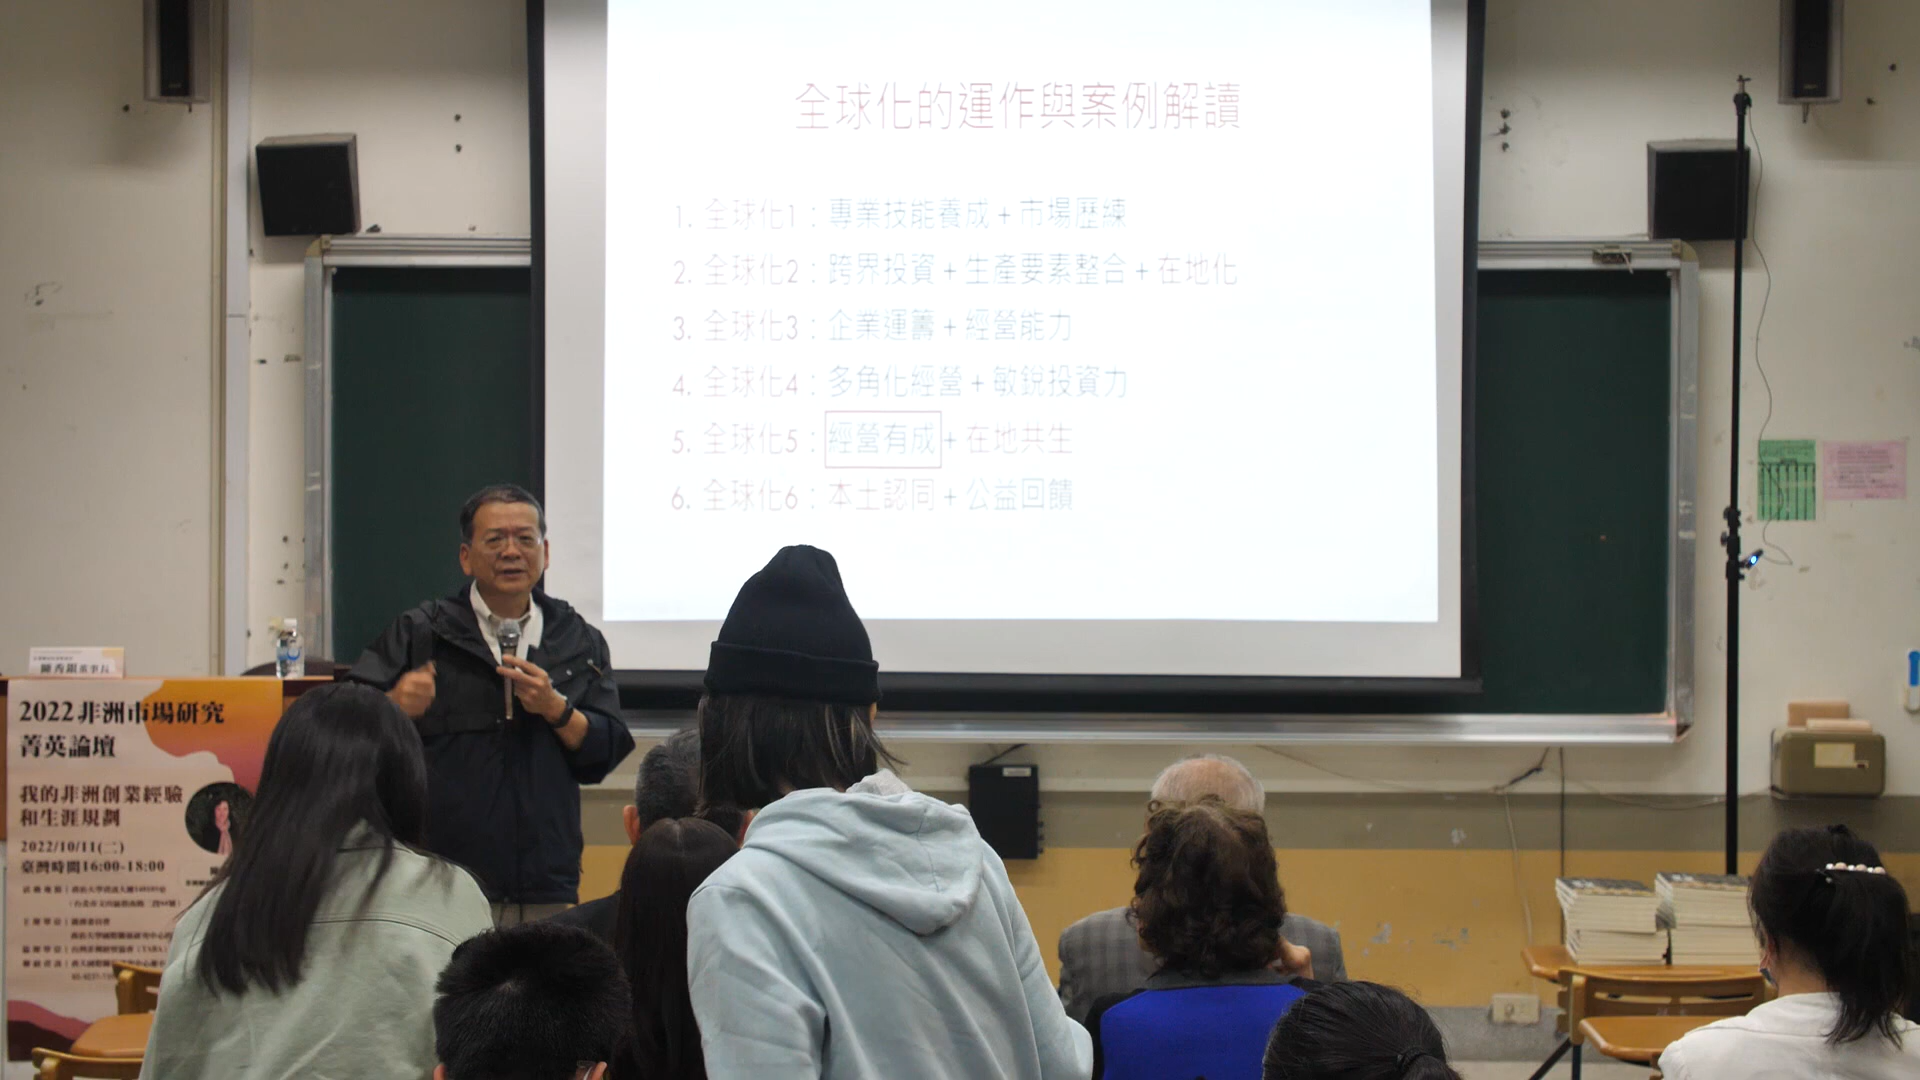 全球化的運作與案例解讀
1. 全球化1：專業技能養成 + 市場歷練
2. 全球化2：跨界投資 + 生產要素整合 + 在地化
3. 全球化3：企業運籌 + 經營能力
4. 全球化4：多角化經營 + 敏銳投資力
5. 全球化5：經營有成 + 在地共生
6. 全球化6：本土認同 + 公益回饋
陳秀銀董事長
2022非洲市場研究
菁英論壇
我的非洲創業經驗
和生涯規劃
2022/10/11(二)
臺灣時間16:00-18:00